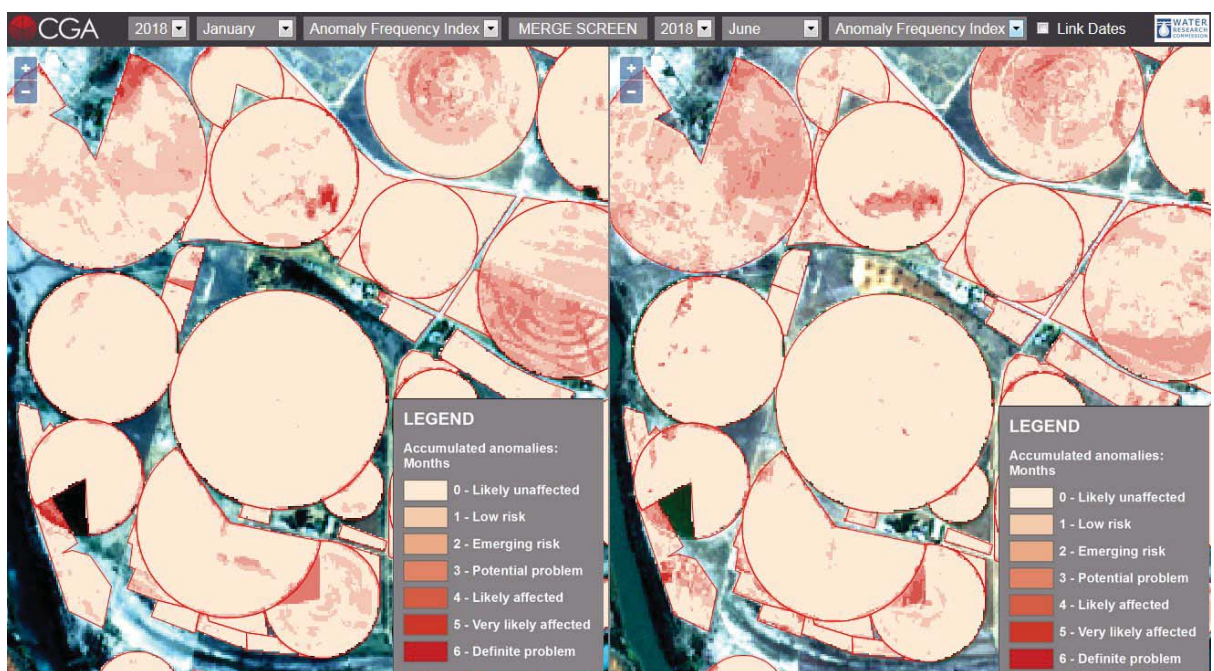 CGA 2018 January Anomaly Frequency Index MERGE SCREEN 2018 June Anomaly Frequency Index Link Dates WATER
RESEARCH
COMMISSION
+
-
+
-
LEGEND
Accumulated anomalies:
Months
0 - Likely unaffected
1 - Low risk
2 - Emerging risk
3 - Potential problem
4 - Likely affected
5 - Very likely affected
6 - Definite problem
LEGEND
Accumulated anomalies:
Months
0 - Likely unaffected
1 - Low risk
2 - Emerging risk
3 - Potential problem
4 - Likely affected
5 - Very likely affected
6 - Definite problem